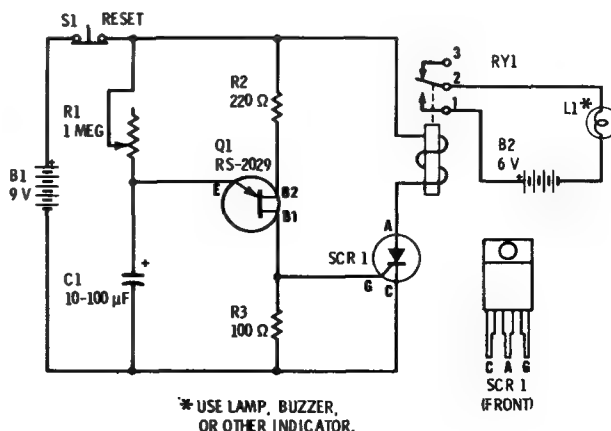 S1 RESET
R1
1 MEG
B1
9 V
+
C1
10-100 µF
+
Q1
RS-2029
E
B2
B1
R2
220 Ω
R3
100 Ω
SCR 1
A
G
C
RY1
3
2
1
L1*
B2
6 V
+
C A G
SCR 1
(FRONT)
* USE LAMP, BUZZER,
OR OTHER INDICATOR.